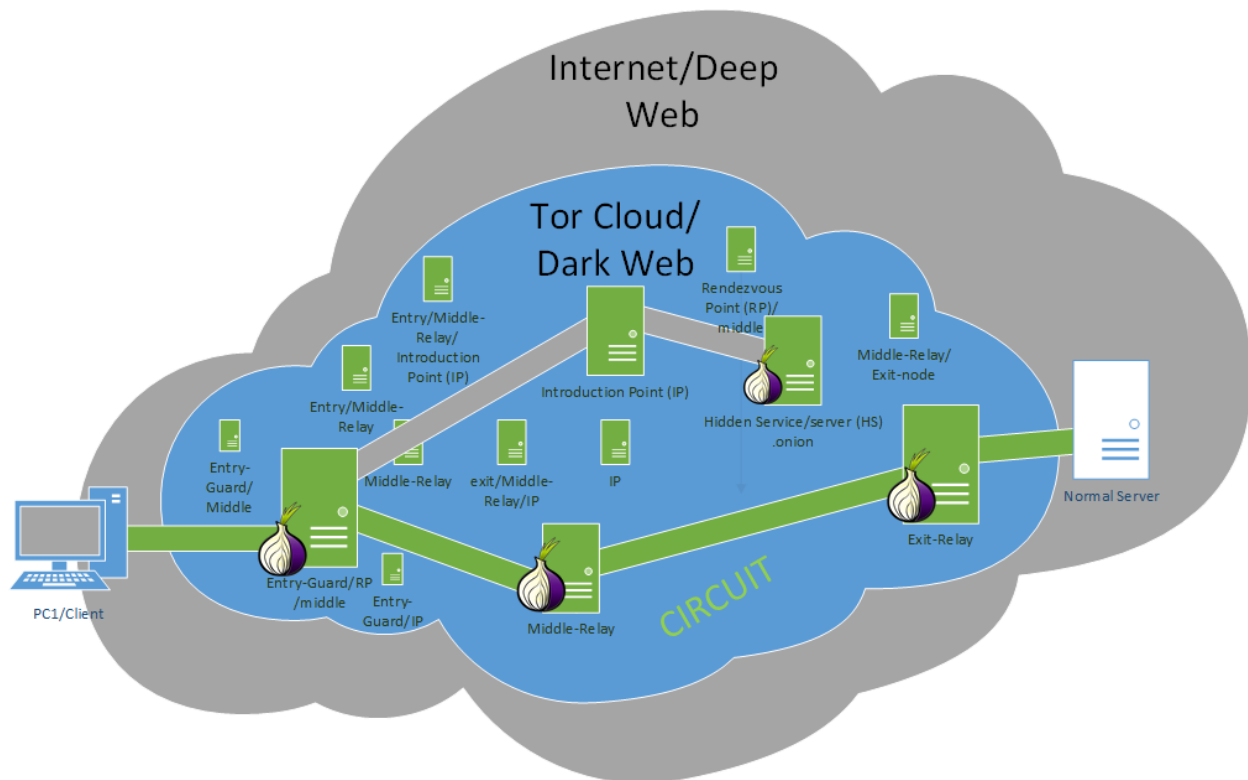 Internet/Deep
Web
Tor Cloud/
Dark Web
Rendezvous
Point (RP)/
middle
Entry/Middle-
Relay/
Introduction
Point (IP)
Middle-Relay/
Exit-node
Introduction Point (IP)
Entry/Middle-
Relay
Hidden Service/server (HS)
.onion
Entry-
Guard/
Middle
Middle-Relay
exit/Middle-
Relay/IP
IP
Normal Server
Exit-Relay
Entry-Guard/RP
/middle
Entry-
Guard/IP
PC1/Client
Middle-Relay
CIRCUIT